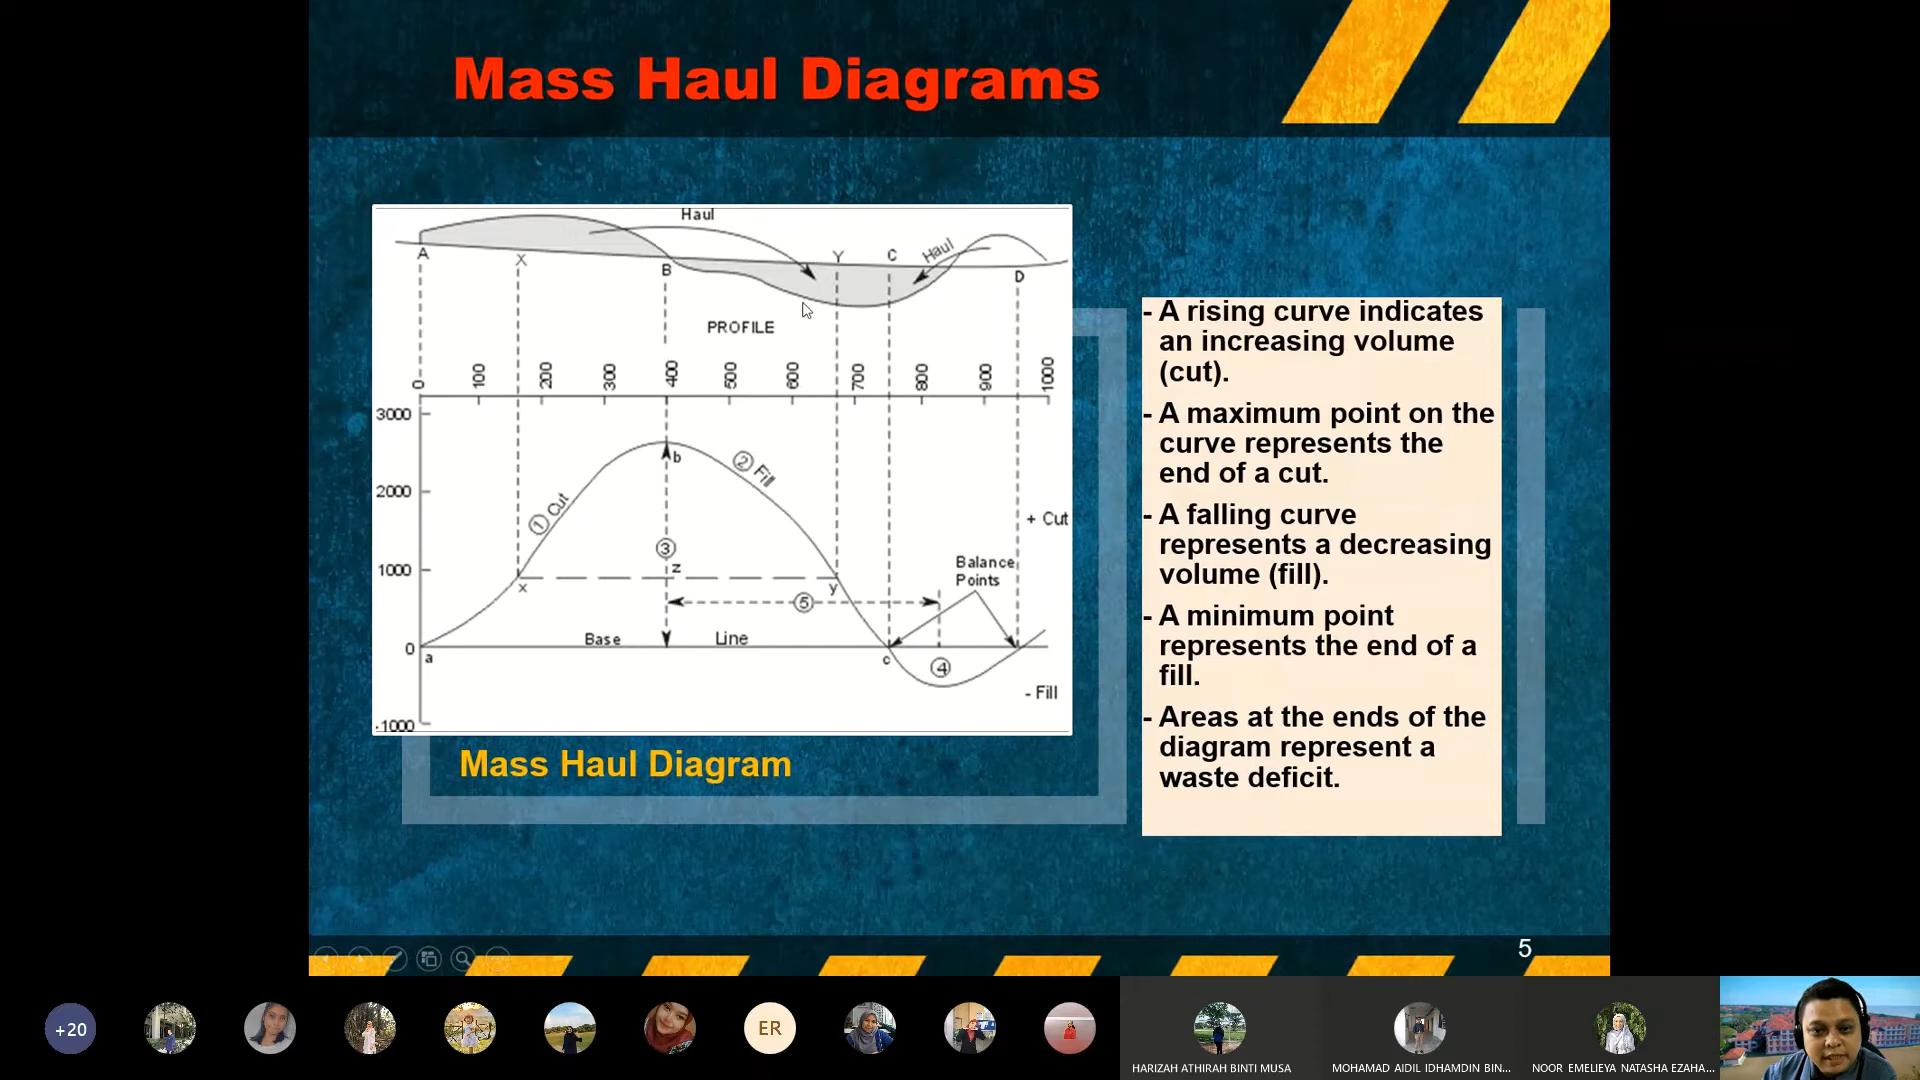 Mass Haul Diagrams
Haul
Haul
A
X
B
Y
C
D
PROFILE
0
100
200
300
400
500
600
700
800
900
1000
3000
2000
1000
0
-1000
① Cut
b
② Fill
③
z
x
y
⑤
+ Cut
Balance
Points
Base Line
a
c
④
- Fill
Mass Haul Diagram
- A rising curve indicates
an increasing volume
(cut).
- A maximum point on the
curve represents the
end of a cut.
- A falling curve
represents a decreasing
volume (fill).
- A minimum point
represents the end of a
fill.
- Areas at the ends of the
diagram represent a
waste deficit.
5
+20
ER
HARIZAH ATHIRAH BINTI MUSA
MOHAMAD AIDIL IDHAMDIN BIN...
NOOR EMELIEYA NATASHA EZAHA...